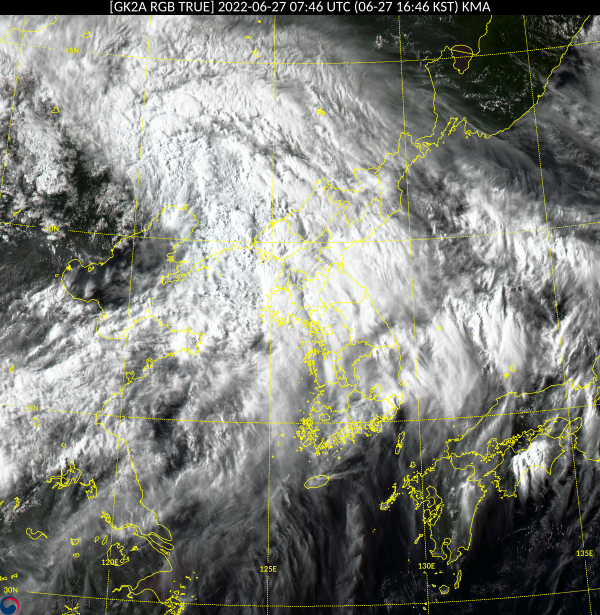 [GK2A RGB TRUE] 2022-06-27 07:46 UTC (06-27 16:46 KST) KMA
120E
125E
130E
135E
30N